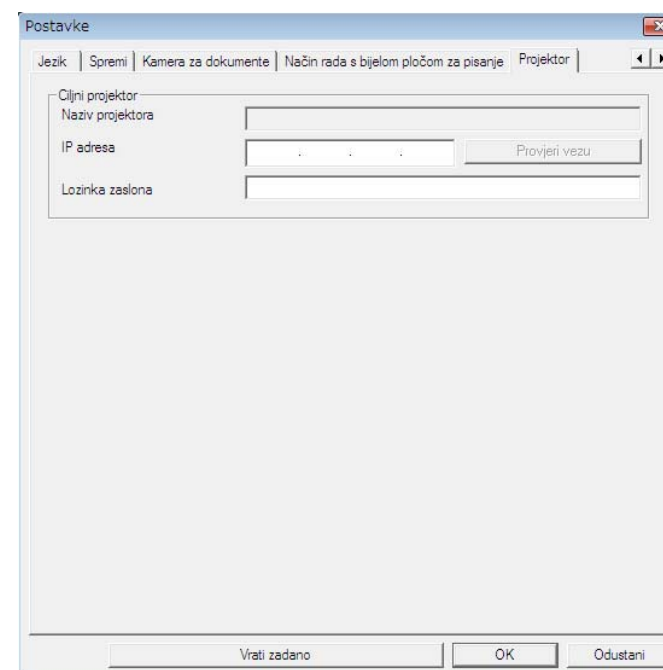 Postavke
Jezik Spremi Kamera za dokumente Način rada s bijelom pločom za pisanje Projektor
Ciljni projektor
Naziv projektora
IP adresa . . . Provjeri vezu
Lozinka zaslona
Vrati zadano OK Odustani